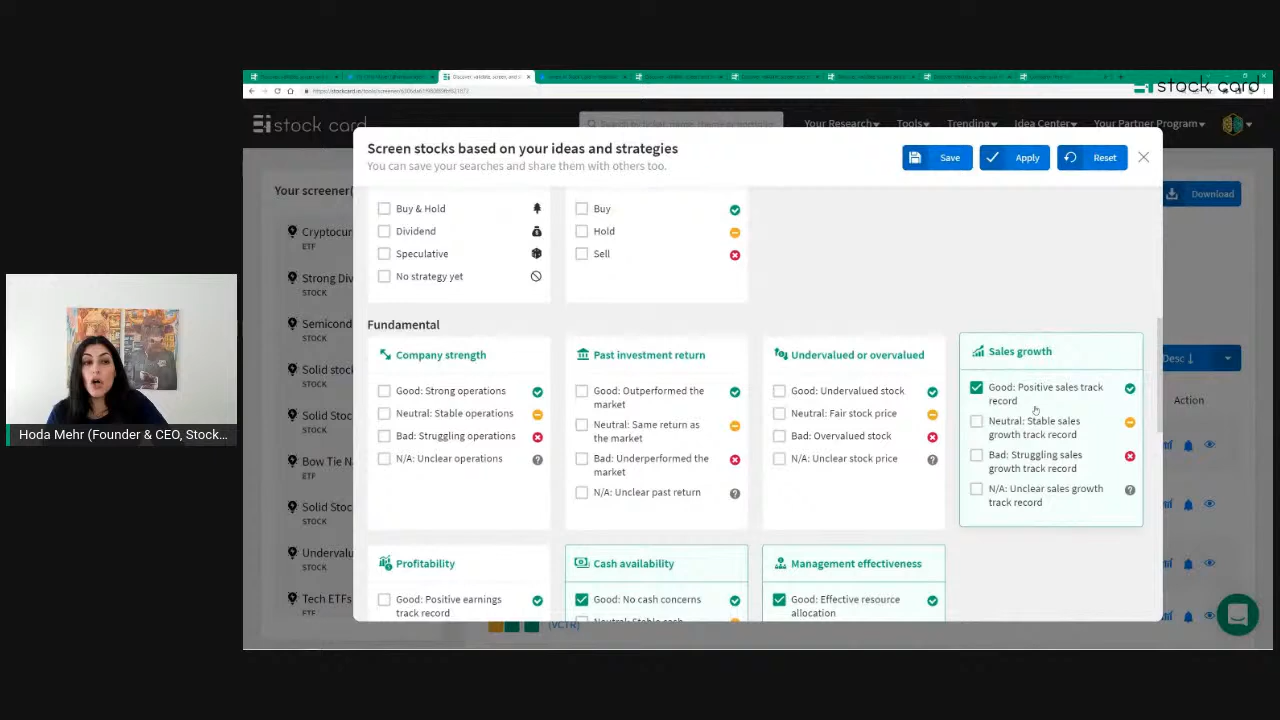 stock card
stock card
Your Research
Tools
Trending
Idea Center
Your Partner Program
Screen stocks based on your ideas and strategies
You can save your searches and share them with others too.
Save
Apply
Reset
Your screener(
Download
Buy & Hold
Dividend
Speculative
No strategy yet
Buy
Hold
Sell
Cryptocur
ETF
Strong Div
STOCK
Semicond
Solid stoc
STOCK
Solid Stoc
STOCK
Bow Tie N
ETF
Solid Stoc
STOCK
Undervalu
STOCK
Tech ETFs
ETF
Desc
Action
Fundamental
Company strength
Good: Strong operations
Neutral: Stable operations
Bad: Struggling operations
N/A: Unclear operations
Past investment return
Good: Outperformed the
market
Neutral: Same return as
the market
Bad: Underperformed the
market
N/A: Unclear past return
Undervalued or overvalued
Good: Undervalued stock
Neutral: Fair stock price
Bad: Overvalued stock
N/A: Unclear stock price
Sales growth
Good: Positive sales track
record
Neutral: Stable sales
growth track record
Bad: Struggling sales
growth track record
N/A: Unclear sales growth
track record
Profitability
Good: Positive earnings
track record
Cash availability
Good: No cash concerns
Neutral: Stable cash
Management effectiveness
Good: Effective resource
allocation
(VCTR)
Hoda Mehr (Founder & CEO, Stock...